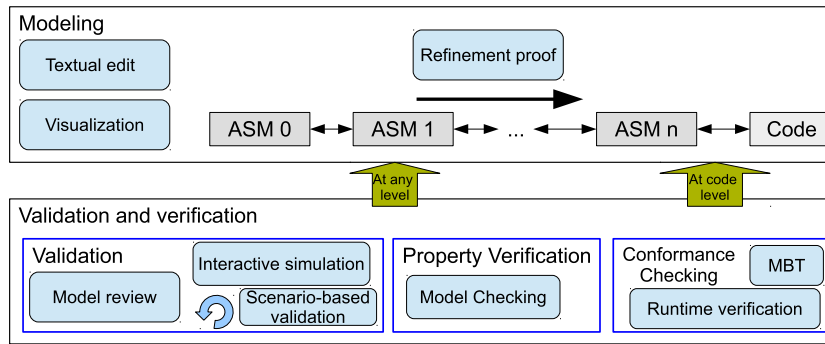 Modeling
Textual edit
Visualization
Refinement proof
ASM 0
ASM 1
...
ASM n
Code
At any
level
At code
level
Validation and verification
Validation
Model review
Interactive simulation
Scenario-based
validation
Property Verification
Model Checking
Conformance
Checking
MBT
Runtime verification